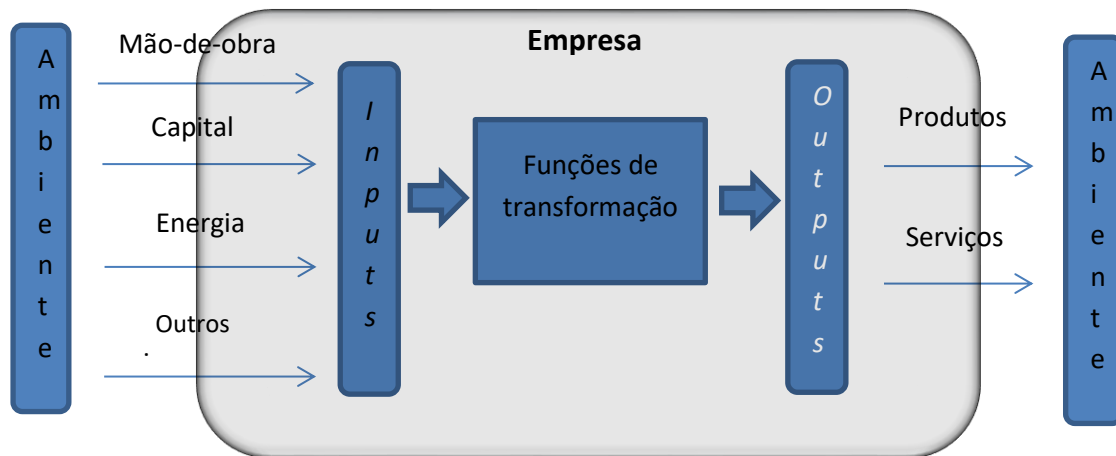 Empresa
Ambiente
Mão-de-obra
Capital
Energia
Outros
.
Inputs
Funções de
transformação
Outputs
Produtos
Serviços
Ambiente